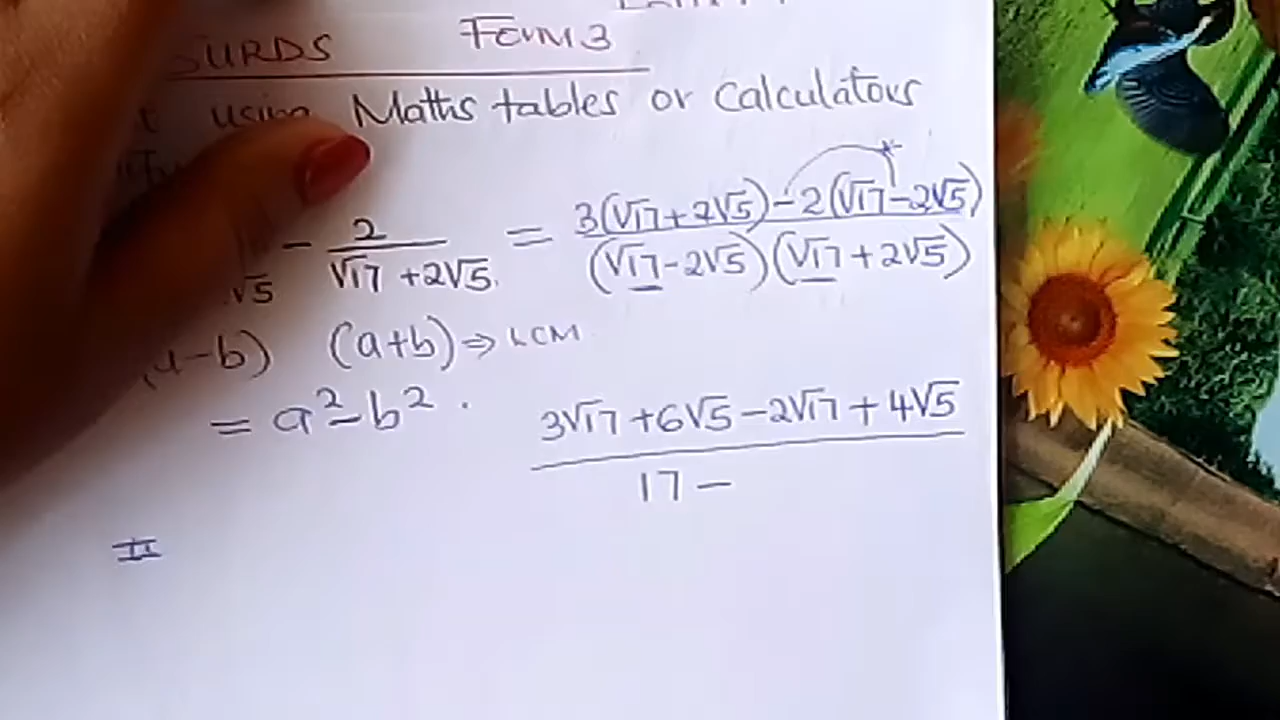 SURDS Form 3
using Maths tables or Calculators
√5 - 2/(√17 + 2√5) = (3(√17 + 2√5) - 2(√17 - 2√5))/((√17 - 2√5)(√17 + 2√5))
-b) (a+b) ⇒ LCM
= a² - b².
(3√17 + 6√5 - 2√17 + 4√5)/(17 -)
II